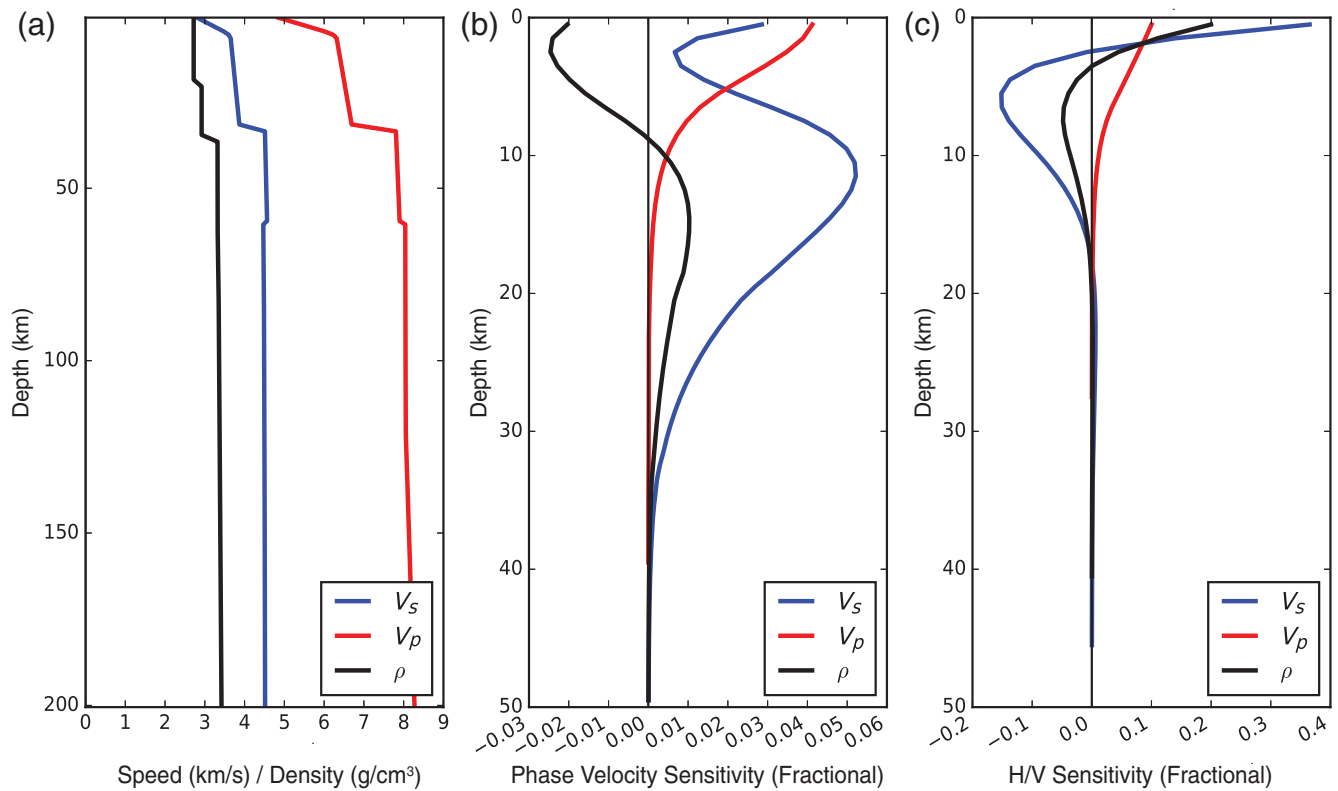 (a)
0
50
100
150
200
Depth (km)
0 1 2 3 4 5 6 7 8 9
Speed (km/s) / Density (g/cm³)
Vs
Vp
ρ
(b)
0
10
20
30
40
50
Depth (km)
−0.03 −0.02 −0.01 0.00 0.01 0.02 0.03 0.04 0.05 0.06
Phase Velocity Sensitivity (Fractional)
Vs
Vp
ρ
(c)
0
10
20
30
40
50
Depth (km)
−0.2 −0.1 0.0 0.1 0.2 0.3 0.4
H/V Sensitivity (Fractional)
Vs
Vp
ρ